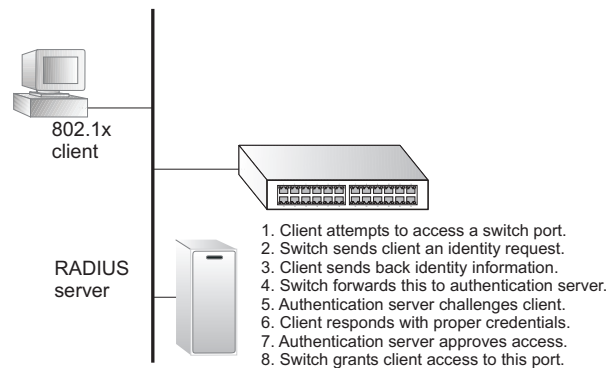 802.1x
client
RADIUS
server
1. Client attempts to access a switch port.
2. Switch sends client an identity request.
3. Client sends back identity information.
4. Switch forwards this to authentication server.
5. Authentication server challenges client.
6. Client responds with proper credentials.
7. Authentication server approves access.
8. Switch grants client access to this port.